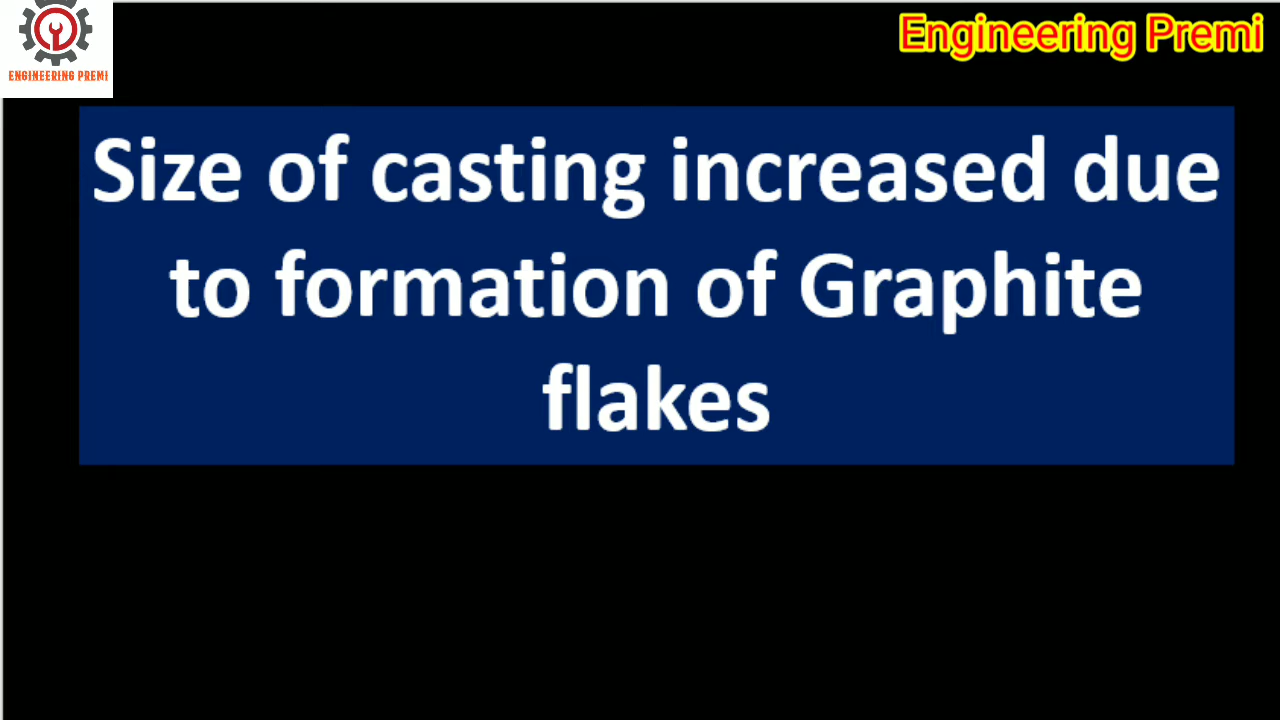 Engineering Premi
ENGINEERING PREMI
Size of casting increased due
to formation of Graphite
flakes